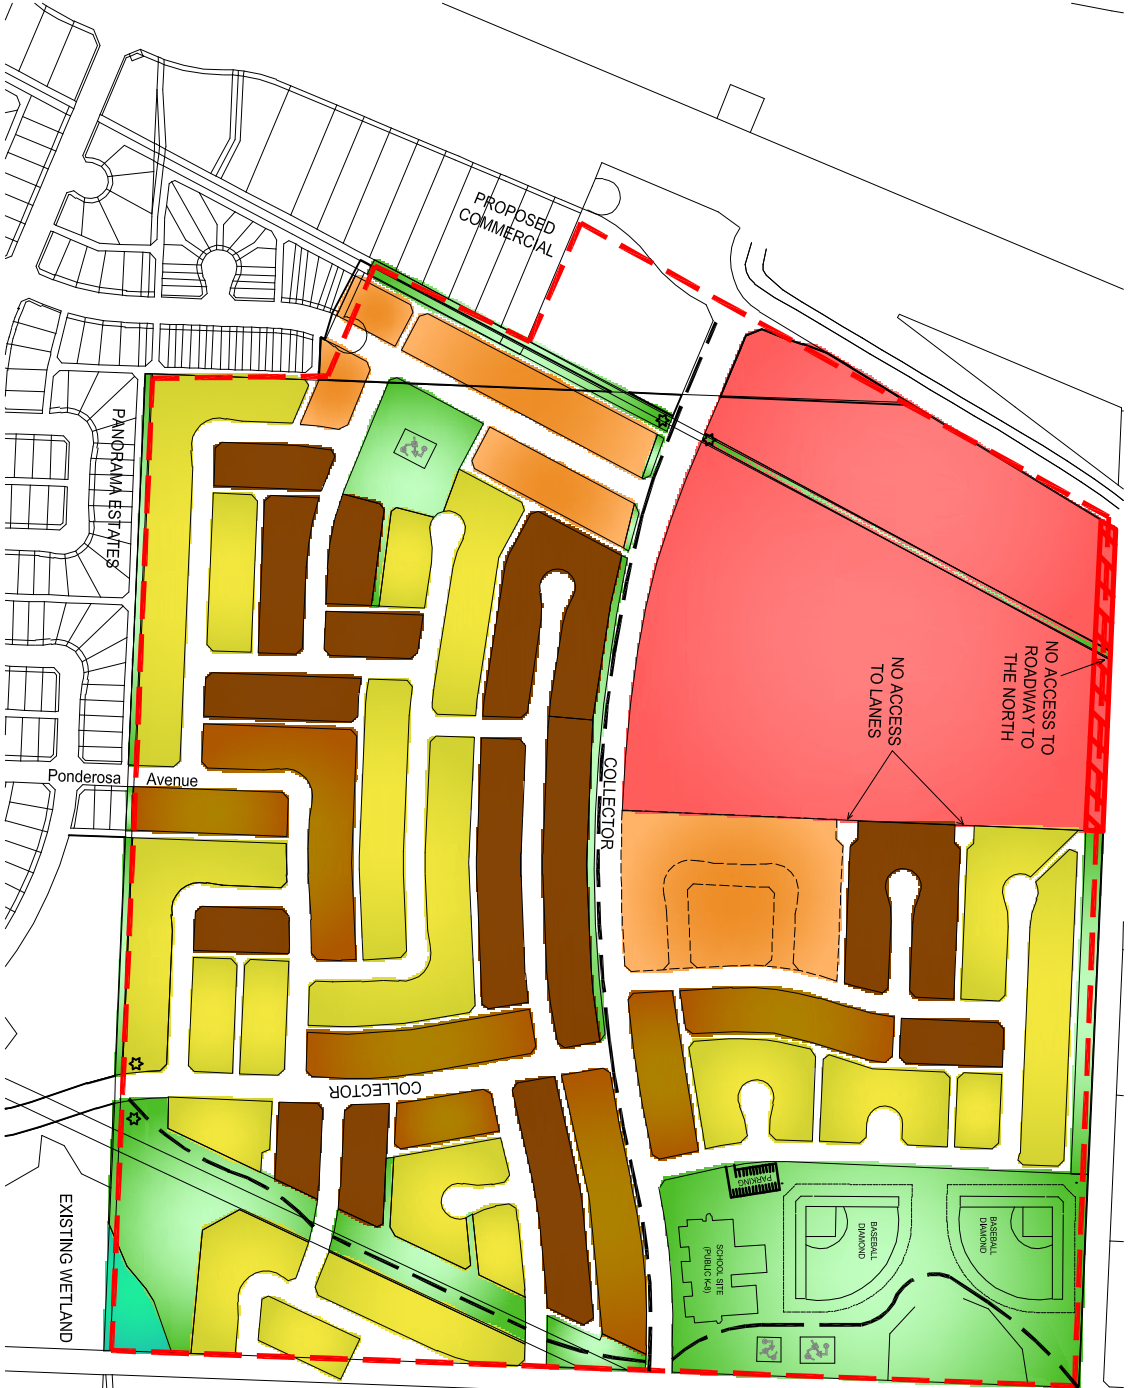 PROPOSED
COMMERCIAL
PANORAMA ESTATES
NO ACCESS TO
ROADWAY TO
THE NORTH
NO ACCESS
TO LANES
COLLECTOR
Ponderosa Avenue
COLLECTOR
PARKING
BASEBALL
DIAMOND
BASEBALL
DIAMOND
SCHOOL SITE
(PUBLIC K-8)
EXISTING WETLAND